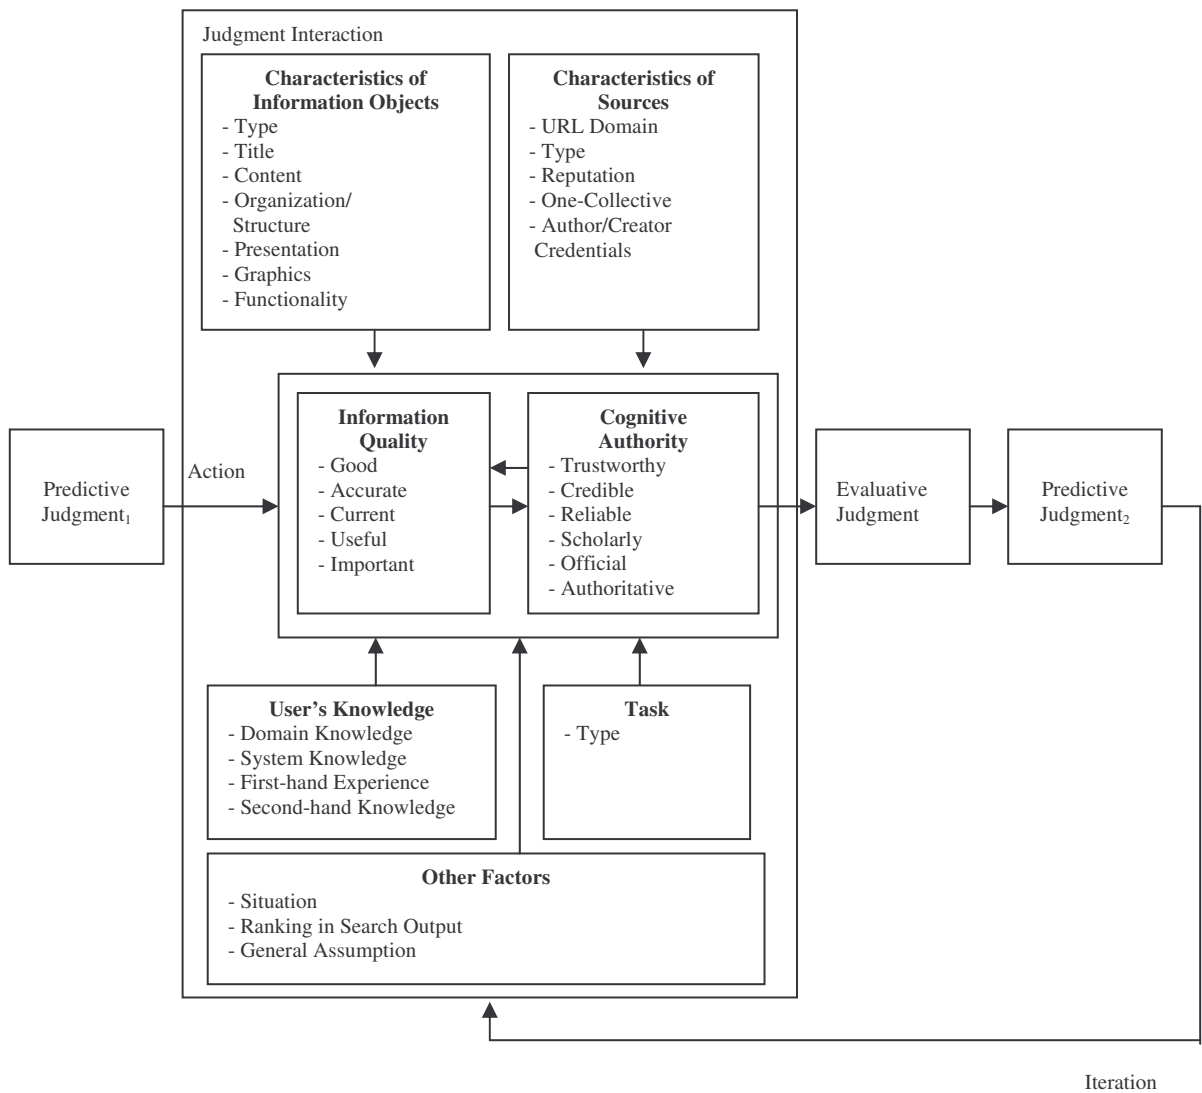 Judgment Interaction
Characteristics of
Information Objects
- Type
- Title
- Content
- Organization/
Structure
- Presentation
- Graphics
- Functionality
Characteristics of
Sources
- URL Domain
- Type
- Reputation
- One-Collective
- Author/Creator
Credentials
Predictive
Judgment₁
Action
Information
Quality
- Good
- Accurate
- Current
- Useful
- Important
Cognitive
Authority
- Trustworthy
- Credible
- Reliable
- Scholarly
- Official
- Authoritative
Evaluative
Judgment
Predictive
Judgment₂
User's Knowledge
- Domain Knowledge
- System Knowledge
- First-hand Experience
- Second-hand Knowledge
Task
- Type
Other Factors
- Situation
- Ranking in Search Output
- General Assumption
Iteration